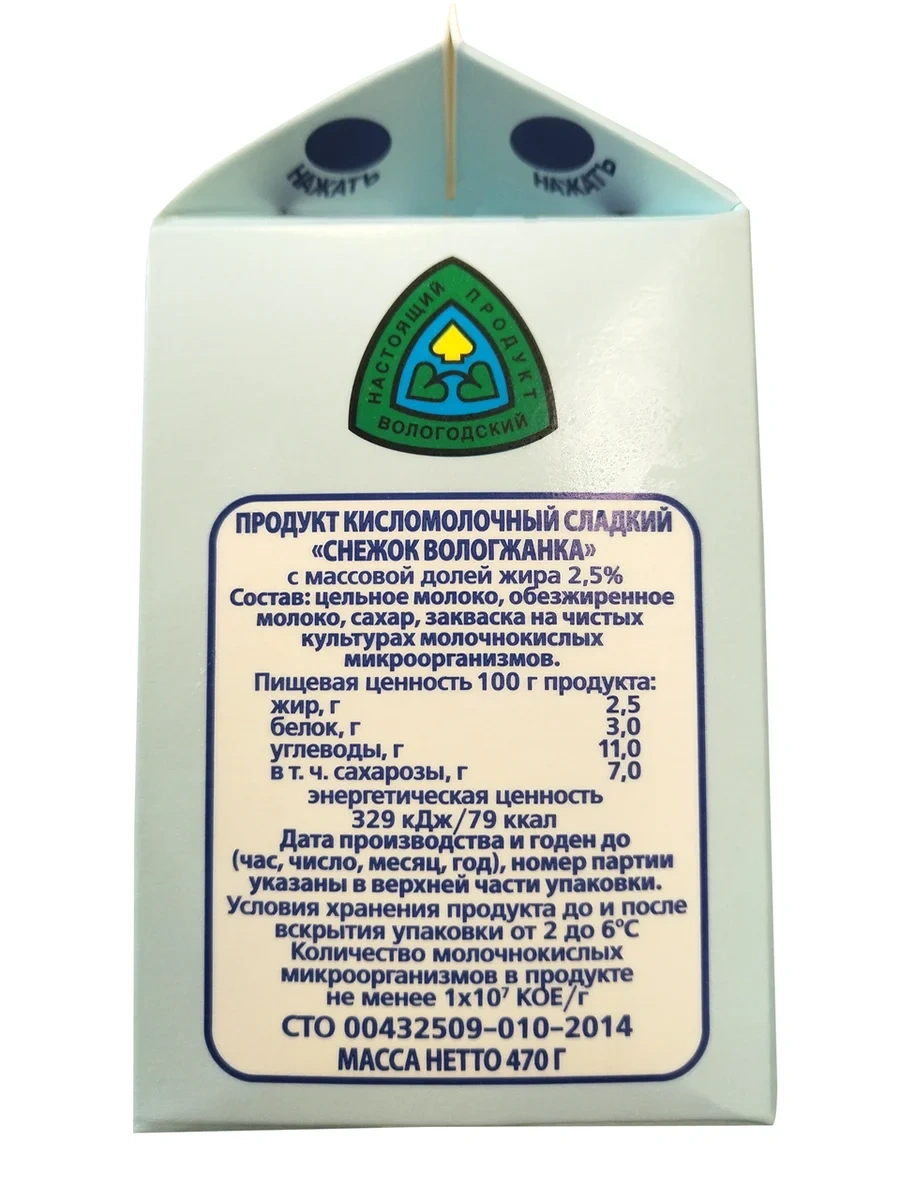 НАЖАТЬ
НАЖАТЬ
НАСТОЯЩИЙ ПРОДУКТ
ВОЛОГОДСКИЙ
ПРОДУКТ КИСЛОМОЛОЧНЫЙ СЛАДКИЙ
«СНЕЖОК ВОЛОГЖАНКА»
с массовой долей жира 2,5%
Состав: цельное молоко, обезжиренное
молоко, сахар, закваска на чистых
культурах молочнокислых
микроорганизмов.
Пищевая ценность 100 г продукта:
жир, г 2,5
белок, г 3,0
углеводы, г 11,0
в т. ч. сахарозы, г 7,0
энергетическая ценность
329 кДж/79 ккал
Дата производства и годен до
(час, число, месяц, год), номер партии
указаны в верхней части упаковки.
Условия хранения продукта до и после
вскрытия упаковки от 2 до 6°С
Количество молочнокислых
микроорганизмов в продукте
не менее 1х10⁷ КОЕ/г
СТО 00432509-010-2014
МАССА НЕТТО 470 Г